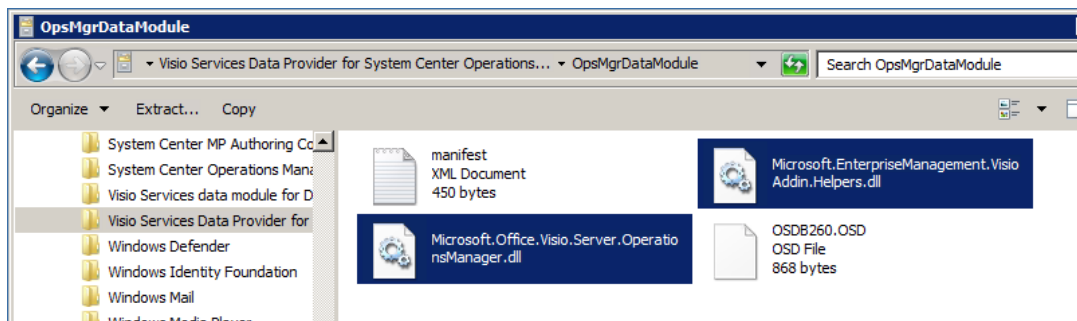 OpsMgrDataModule
Visio Services Data Provider for System Center Operations... OpsMgrDataModule
Search OpsMgrDataModule
Organize Extract... Copy
System Center MP Authoring Co
System Center Operations Mana
Visio Services data module for D
Visio Services Data Provider for
Windows Defender
Windows Identity Foundation
Windows Mail
Windows Media Player
manifest
XML Document
450 bytes
Microsoft.EnterpriseManagement.Visio
Addin.Helpers.dll
Microsoft.Office.Visio.Server.Operatio
nsManager.dll
OSDB260.OSD
OSD File
868 bytes